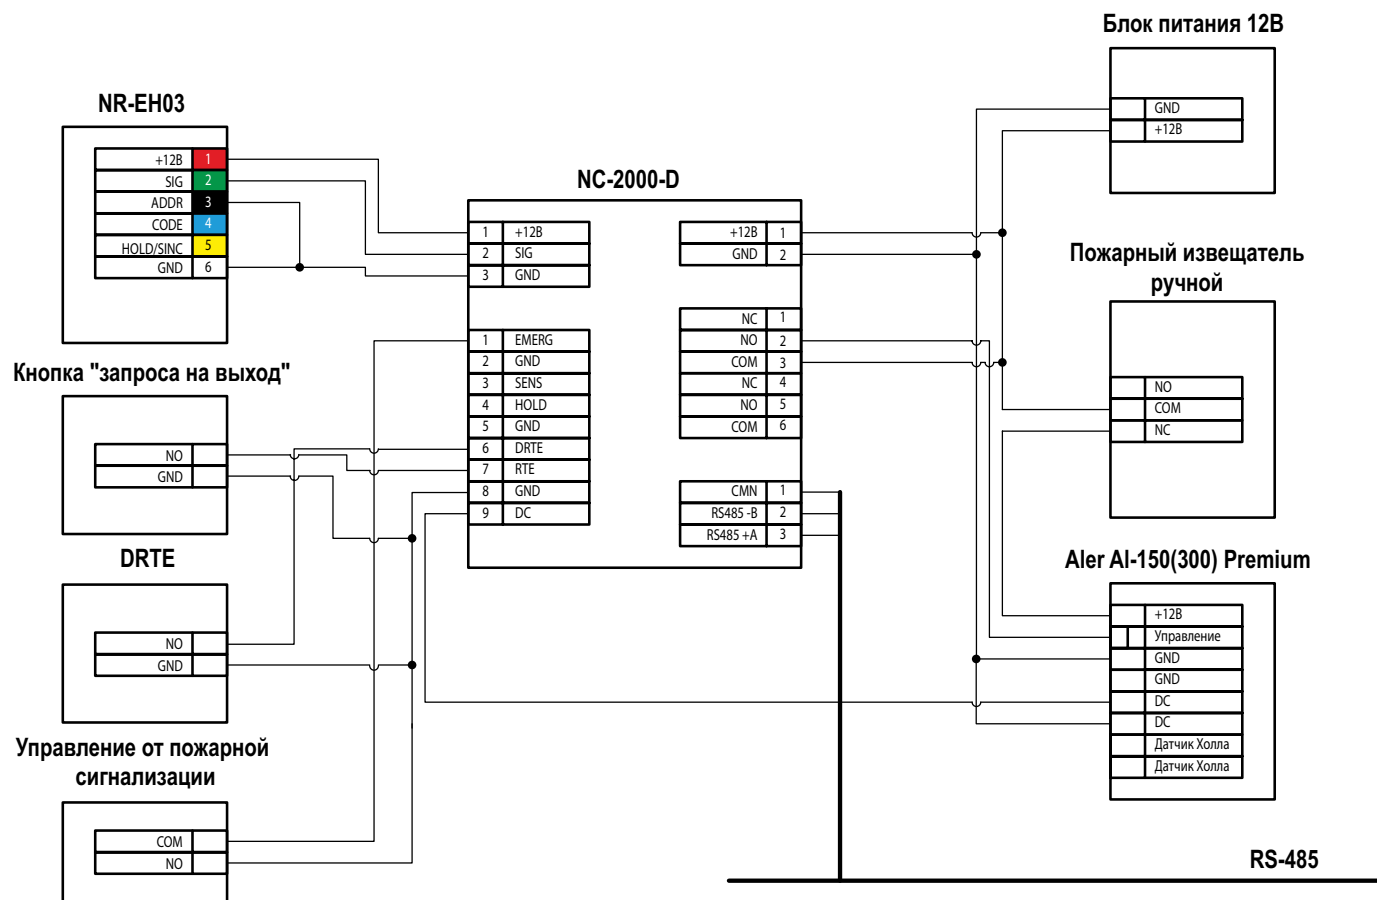 Блок питания 12В
GND
+12В
NR-EH03
+12В 1
SIG 2
ADDR 3
CODE 4
HOLD/SINC 5
GND 6
NC-2000-D
1 +12В
2 SIG
3 GND
1 EMERG
2 GND
3 SENS
4 HOLD
5 GND
6 DRTE
7 RTE
8 GND
9 DC
+12В 1
GND 2
NC 1
NO 2
COM 3
NC 4
NO 5
COM 6
CMN 1
RS485 -B 2
RS485 +A 3
Пожарный извещатель
ручной
NO
COM
NC
Кнопка "запроса на выход"
NO
GND
DRTE
NO
GND
Aler Al-150(300) Premium
+12В
Управление
GND
GND
DC
DC
Датчик Холла
Датчик Холла
Управление от пожарной
сигнализации
COM
NO
RS-485